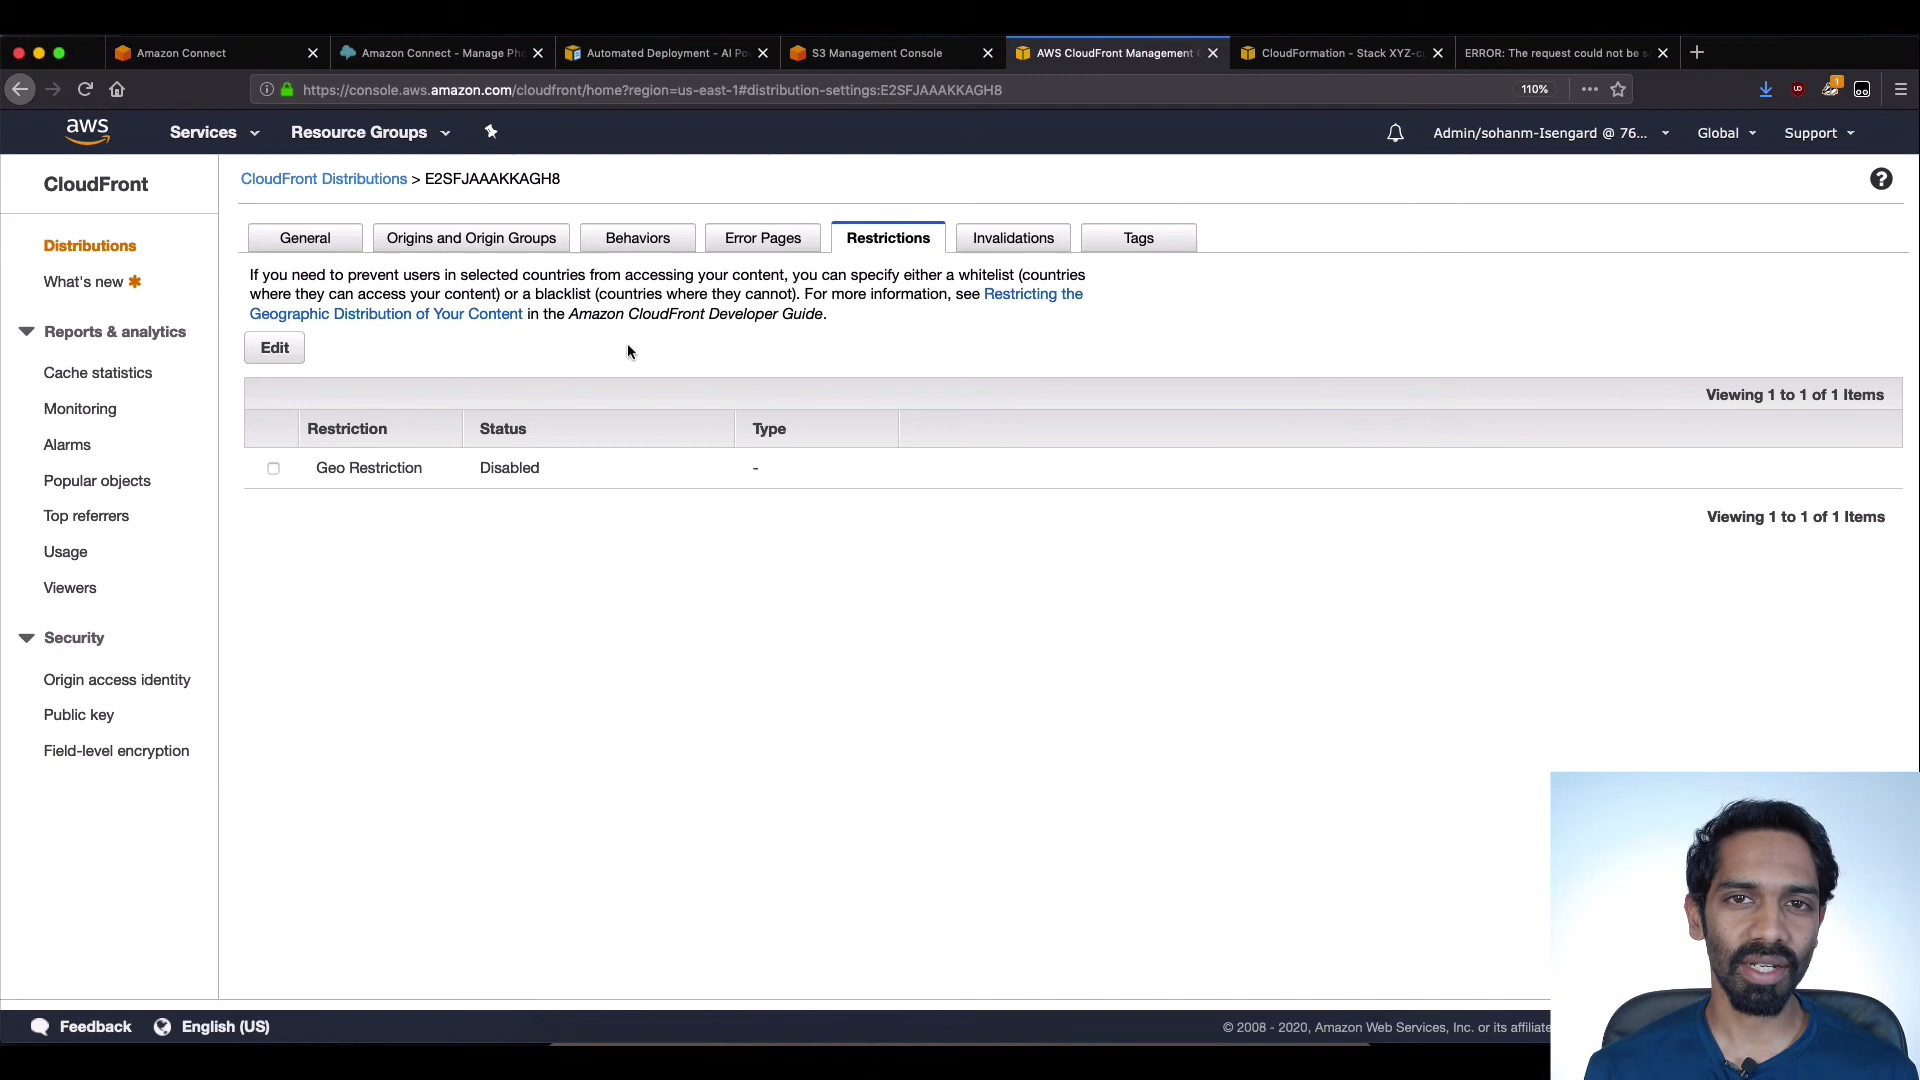 Amazon Connect
Amazon Connect - Manage Pho
Automated Deployment - AI Po
S3 Management Console
AWS CloudFront Management C
CloudFormation - Stack XYZ-c
ERROR: The request could not be s
https://console.aws.amazon.com/cloudfront/home?region=us-east-1#distribution-settings:E2SFJAAAKKAGH8
110%
1
aws
Services
Resource Groups
Admin/sohanm-Isengard @ 76...
Global
Support
CloudFront
CloudFront Distributions > E2SFJAAAKKAGH8
General
Origins and Origin Groups
Behaviors
Error Pages
Restrictions
Invalidations
Tags
Distributions
What's new
Reports & analytics
Cache statistics
Monitoring
Alarms
Popular objects
Top referrers
Usage
Viewers
Security
Origin access identity
Public key
Field-level encryption
If you need to prevent users in selected countries from accessing your content, you can specify either a whitelist (countries
where they can access your content) or a blacklist (countries where they cannot). For more information, see Restricting the
Geographic Distribution of Your Content in the Amazon CloudFront Developer Guide.
Edit
Viewing 1 to 1 of 1 Items
Restriction Status Type
Geo Restriction Disabled -
Viewing 1 to 1 of 1 Items
Feedback
English (US)
© 2008 - 2020, Amazon Web Services, Inc. or its affiliate